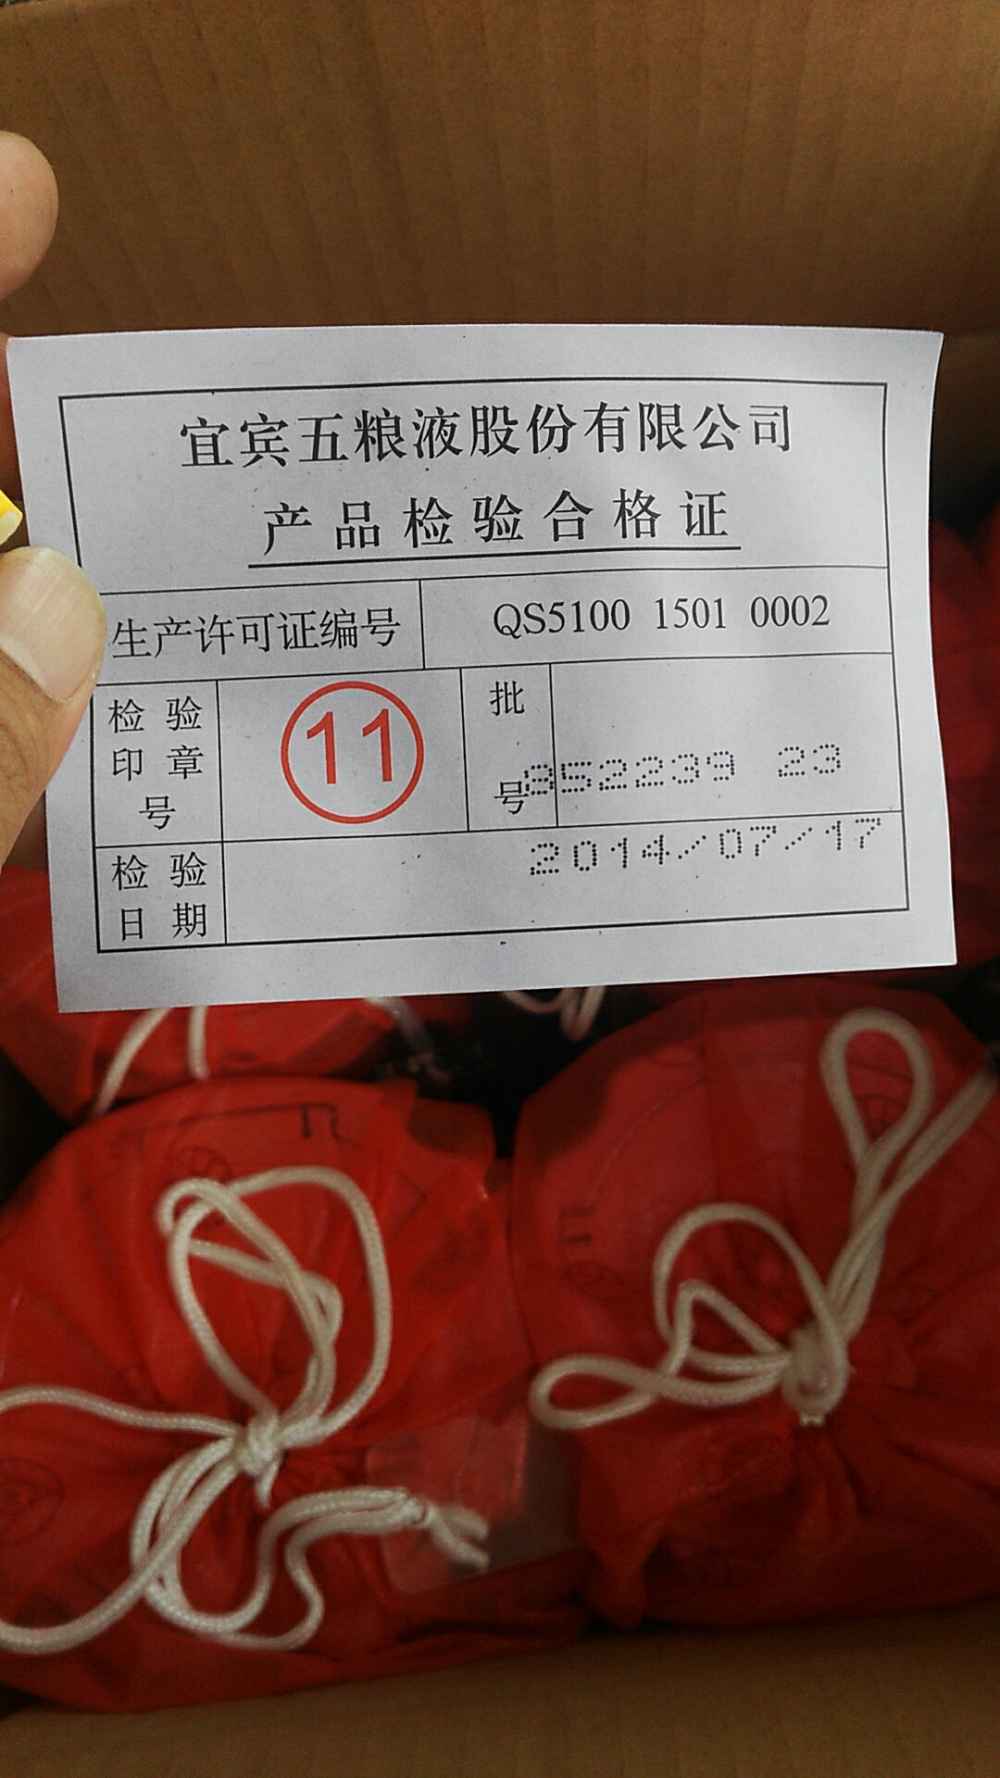 宜宾五粮液股份有限公司
产品检验合格证
生产许可证编号 QS5100 1501 0002
检验印章号 11 批号 852239 23
检验日期 2014/07/17